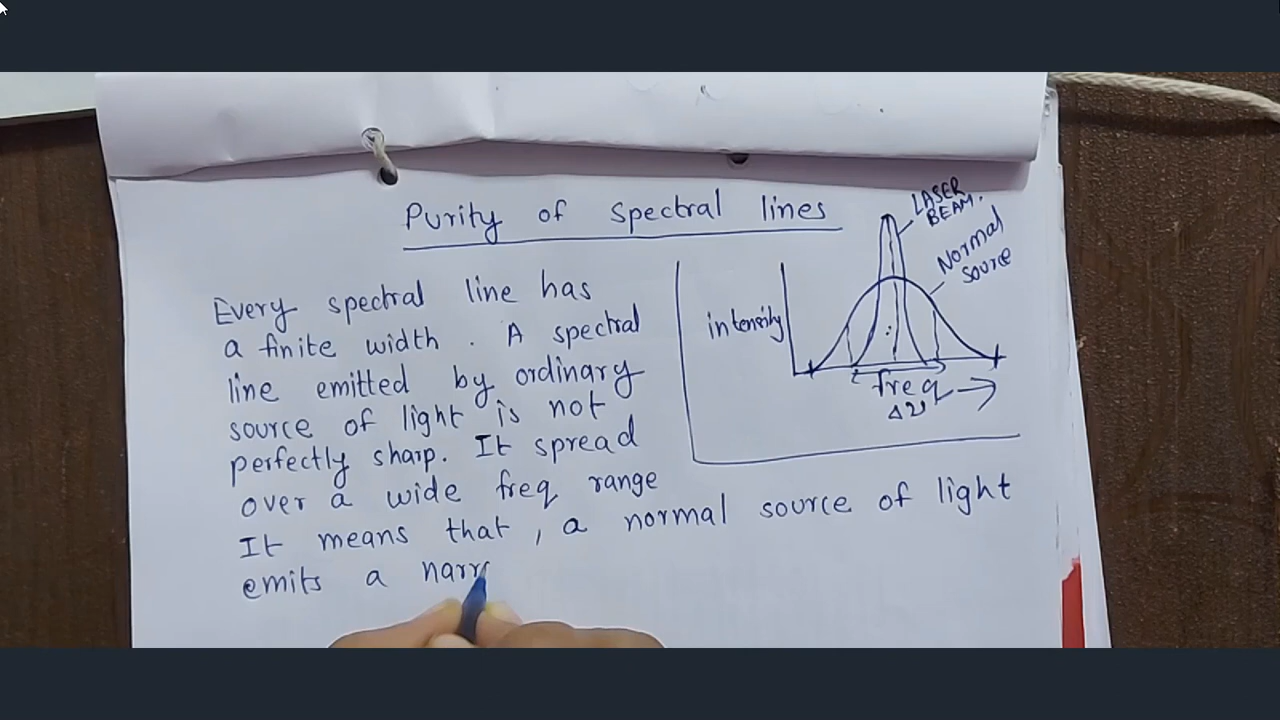 Purity of Spectral lines
Every spectral line has
a finite width . A spectral
line emitted by ordinary
source of light is not
perfectly sharp. It spread
over a wide freq range
It means that , a normal source of light
emits a narr
LASER
BEAM.
Normal
source
intensity
freq
Δν